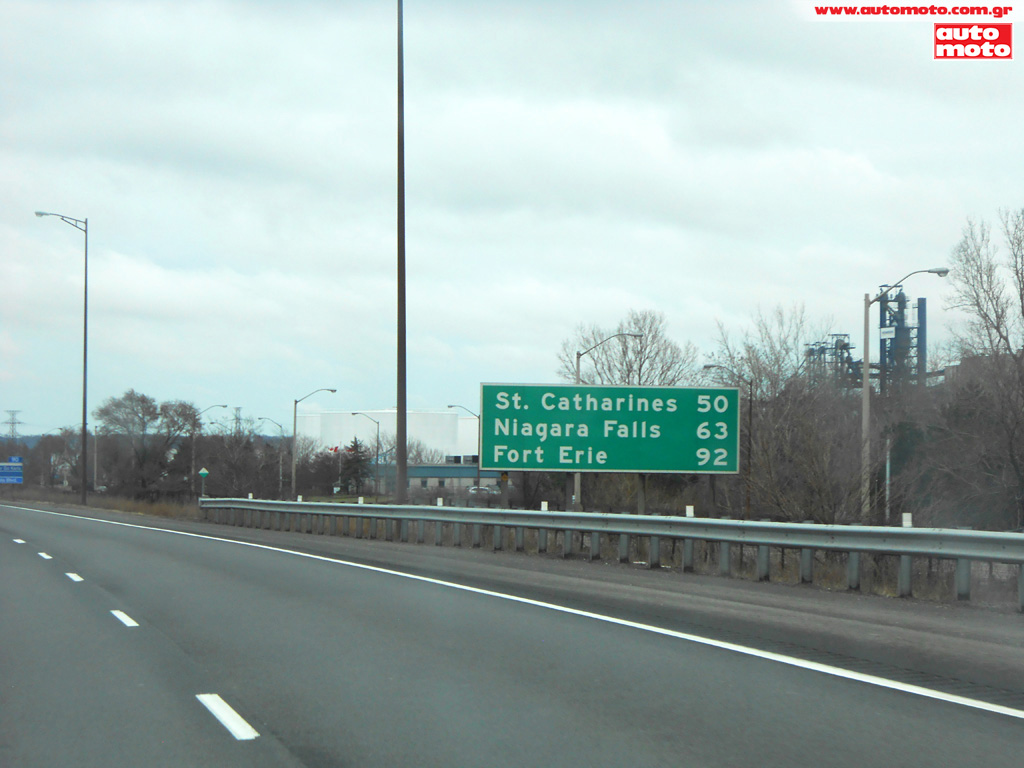 www.automoto.com.gr
auto
moto
St. Catharines 50
Niagara Falls 63
Fort Erie 92